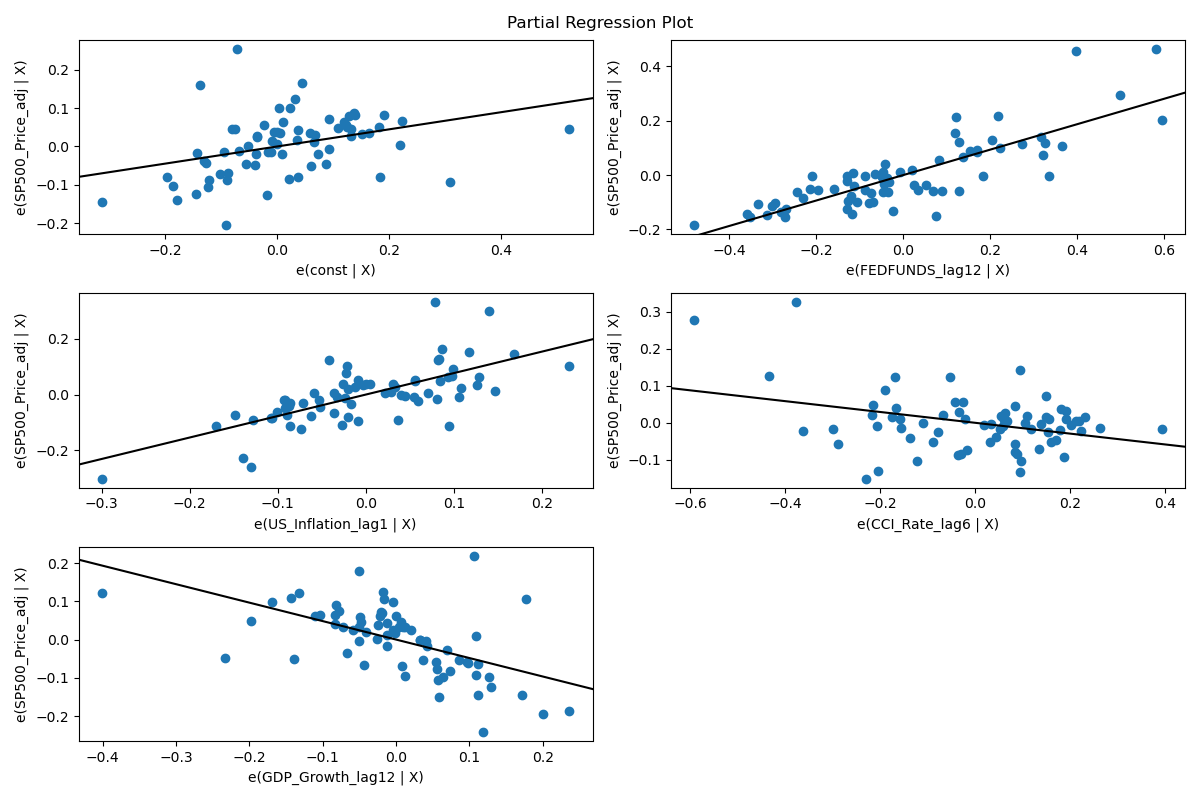 Partial Regression Plot
e(SP500_Price_adj | X)
0.2
0.1
0.0
−0.1
−0.2
−0.2 0.0 0.2 0.4
e(const | X)
e(SP500_Price_adj | X)
0.4
0.2
0.0
−0.2
−0.4 −0.2 0.0 0.2 0.4 0.6
e(FEDFUNDS_lag12 | X)
e(SP500_Price_adj | X)
0.2
0.0
−0.2
−0.3 −0.2 −0.1 0.0 0.1 0.2
e(US_Inflation_lag1 | X)
e(SP500_Price_adj | X)
0.3
0.2
0.1
0.0
−0.1
−0.6 −0.4 −0.2 0.0 0.2 0.4
e(CCI_Rate_lag6 | X)
e(SP500_Price_adj | X)
0.2
0.1
0.0
−0.1
−0.2
−0.4 −0.3 −0.2 −0.1 0.0 0.1 0.2
e(GDP_Growth_lag12 | X)